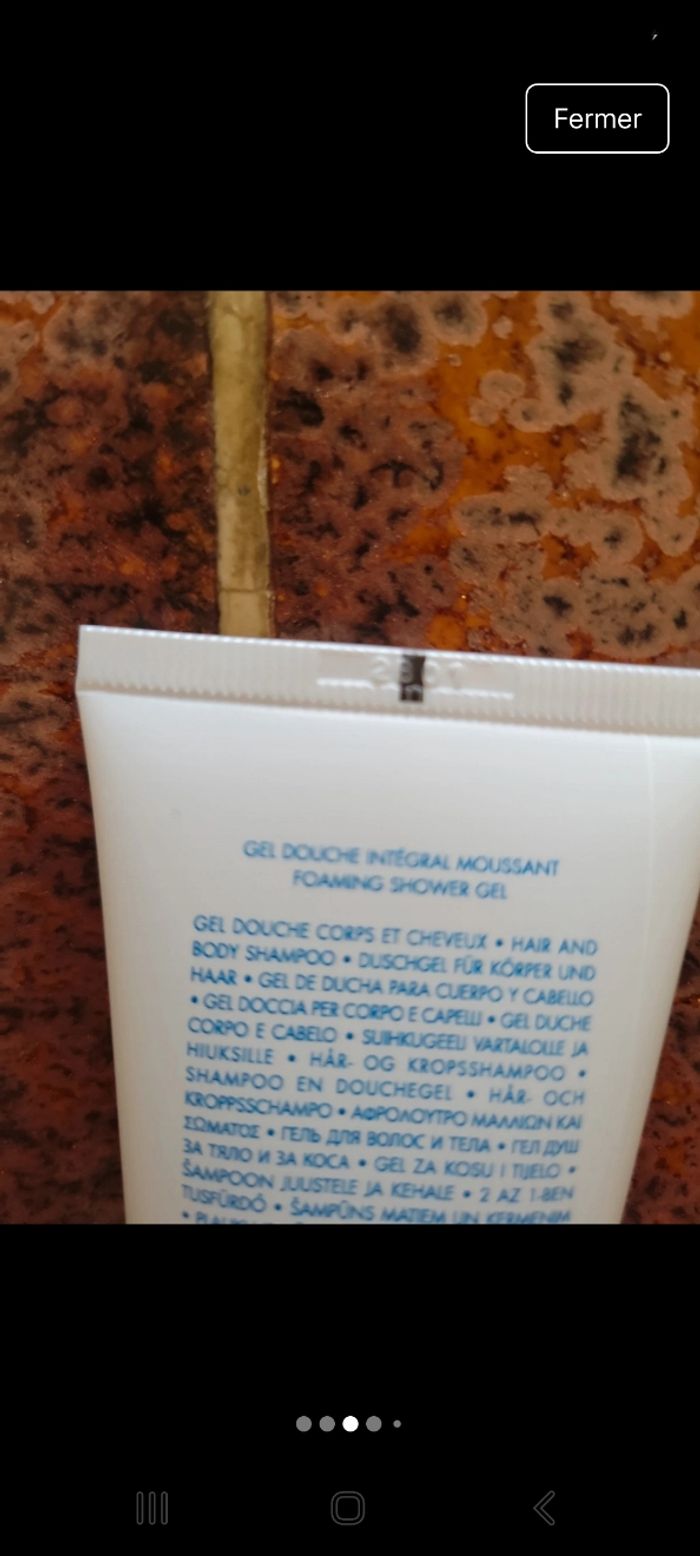 Fermer
GEL DOUCHE INTÉGRAL MOUSSANT
FOAMING SHOWER GEL
GEL DOUCHE CORPS ET CHEVEUX • HAIR AND
BODY SHAMPOO • DUSCHGEL FÜR KÖRPER UND
HAAR • GEL DE DUCHA PARA CUERPO Y CABELLO
• GEL DOCCIA PER CORPO E CAPELLI • GEL DUCHE
CORPO E CABELO • SUIHKUGEELI VARTALOLLE JA
HIUKSILLE • HÅR- OG KROPSSHAMPOO •
SHAMPOO EN DOUCHEGEL • HÅR- OCH
KROPPSSCHAMPO • ΑΦΡΟΛΟΥΤΡΟ ΜΑΛΛΙΩΝ ΚΑΙ
ΣΩΜΑΤΟΣ • ГЕЛЬ ДЛЯ ВОЛОС И ТЕЛА • ГЕЛ ДУШ
ЗА ТЯЛО И ЗА КОСА • GEL ZA KOSU I TIJELO •
ŠAMPOON JUUSTELE JA KEHALE • 2 AZ 1-BEN
TUSFÜRDŐ • ŠAMPŪNS MATIEM UN ĶERMENIM